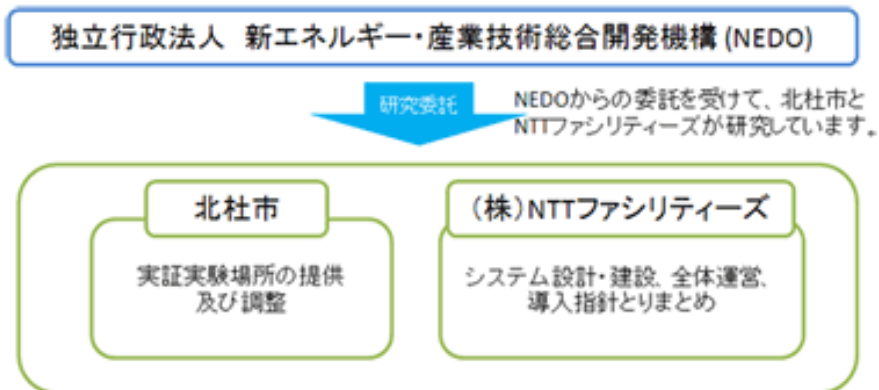 独立行政法人 新エネルギー・産業技術総合開発機構 (NEDO)
研究委託
NEDOからの委託を受けて、北杜市と
NTTファシリティーズが研究しています。
北杜市
実証実験場所の提供
及び調整
（株）NTTファシリティーズ
システム設計・建設、全体運営、
導入指針とりまとめ